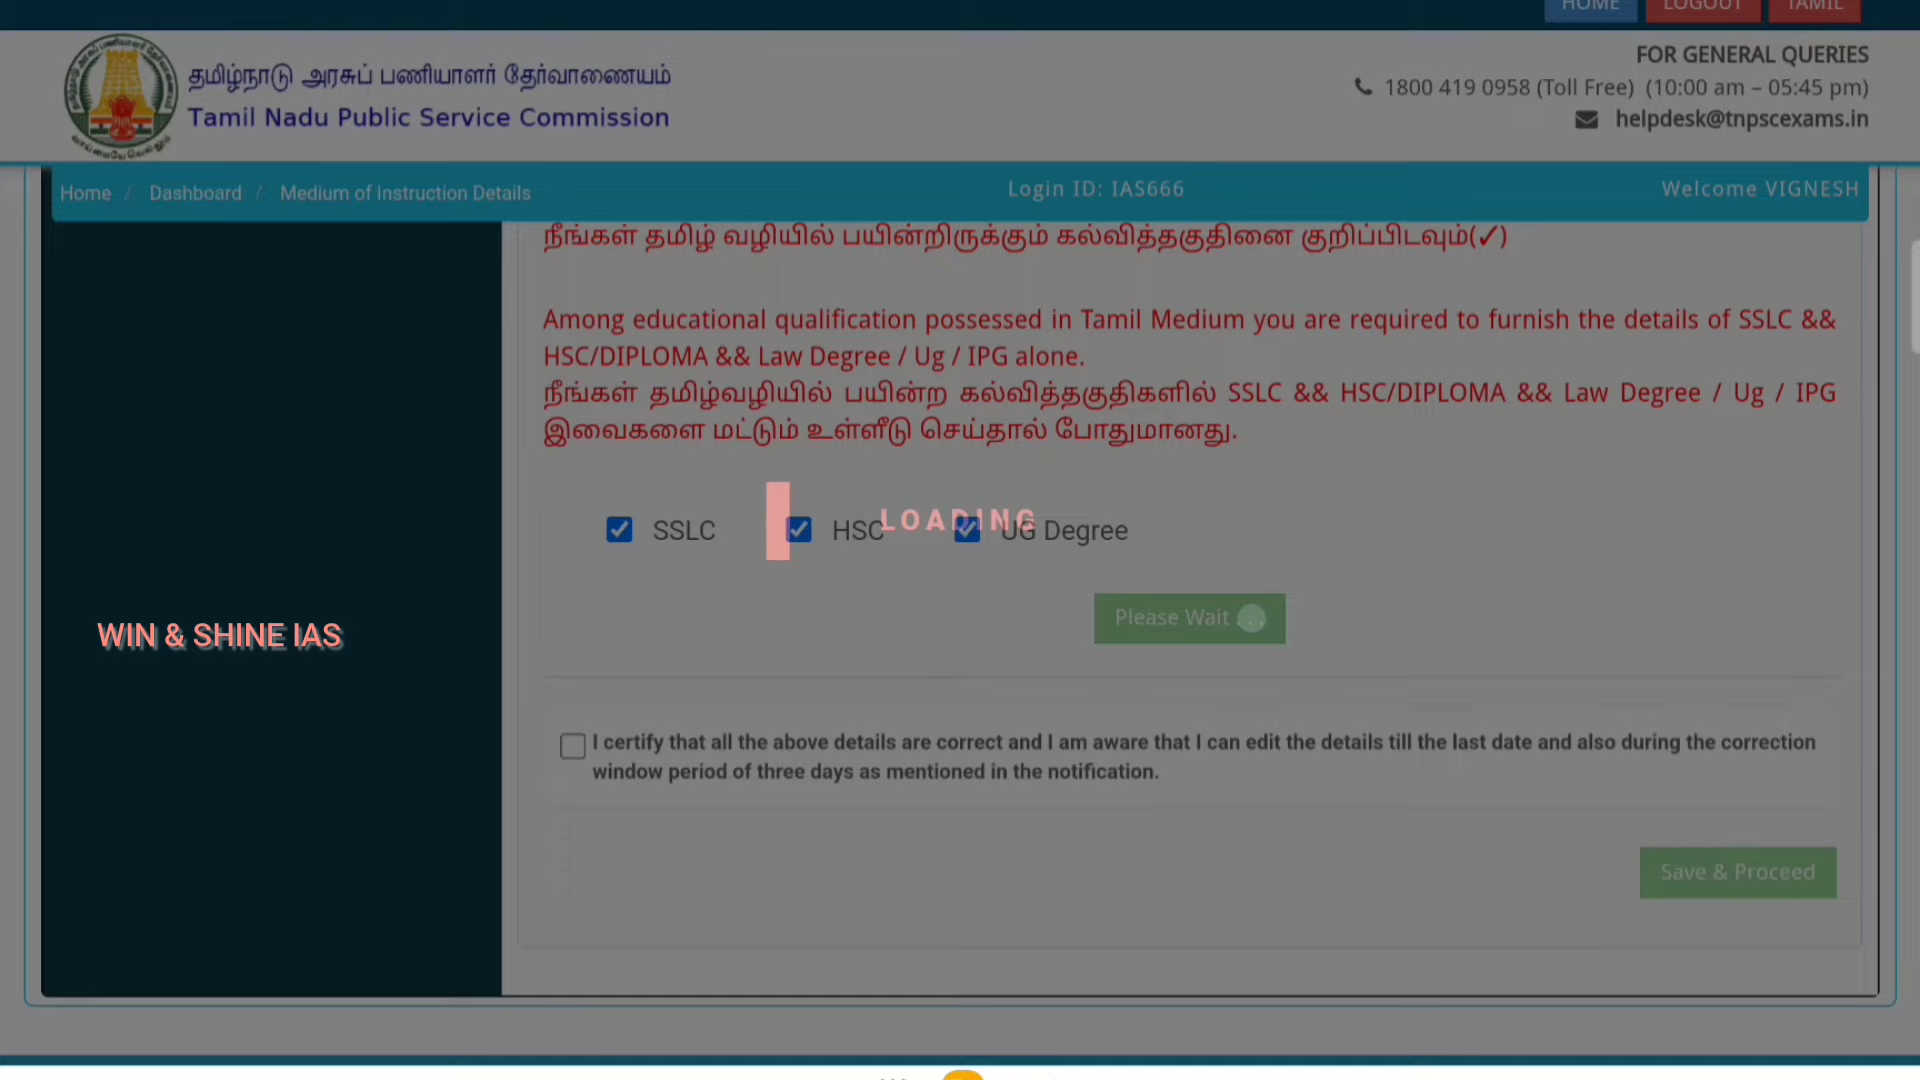 HOME LOGOUT TAMIL
தமிழ்நாடு அரசுப் பணியாளர் தேர்வாணையம்
Tamil Nadu Public Service Commission
வாய்மையே வெல்லும்
FOR GENERAL QUERIES
1800 419 0958 (Toll Free) (10:00 am – 05:45 pm)
helpdesk@tnpscexams.in
Home / Dashboard / Medium of Instruction Details
Login ID: IAS666
Welcome VIGNESH
நீங்கள் தமிழ் வழியில் பயின்றிருக்கும் கல்வித்தகுதினை குறிப்பிடவும்(✓)
Among educational qualification possessed in Tamil Medium you are required to furnish the details of SSLC &&
HSC/DIPLOMA && Law Degree / Ug / IPG alone.
நீங்கள் தமிழ்வழியில் பயின்ற கல்வித்தகுதிகளில் SSLC && HSC/DIPLOMA && Law Degree / Ug / IPG
இவைகளை மட்டும் உள்ளீடு செய்தால் போதுமானது.
LOADING
SSLC HSC UG Degree
Please Wait ...
WIN & SHINE IAS
I certify that all the above details are correct and I am aware that I can edit the details till the last date and also during the correction
window period of three days as mentioned in the notification.
Save & Proceed